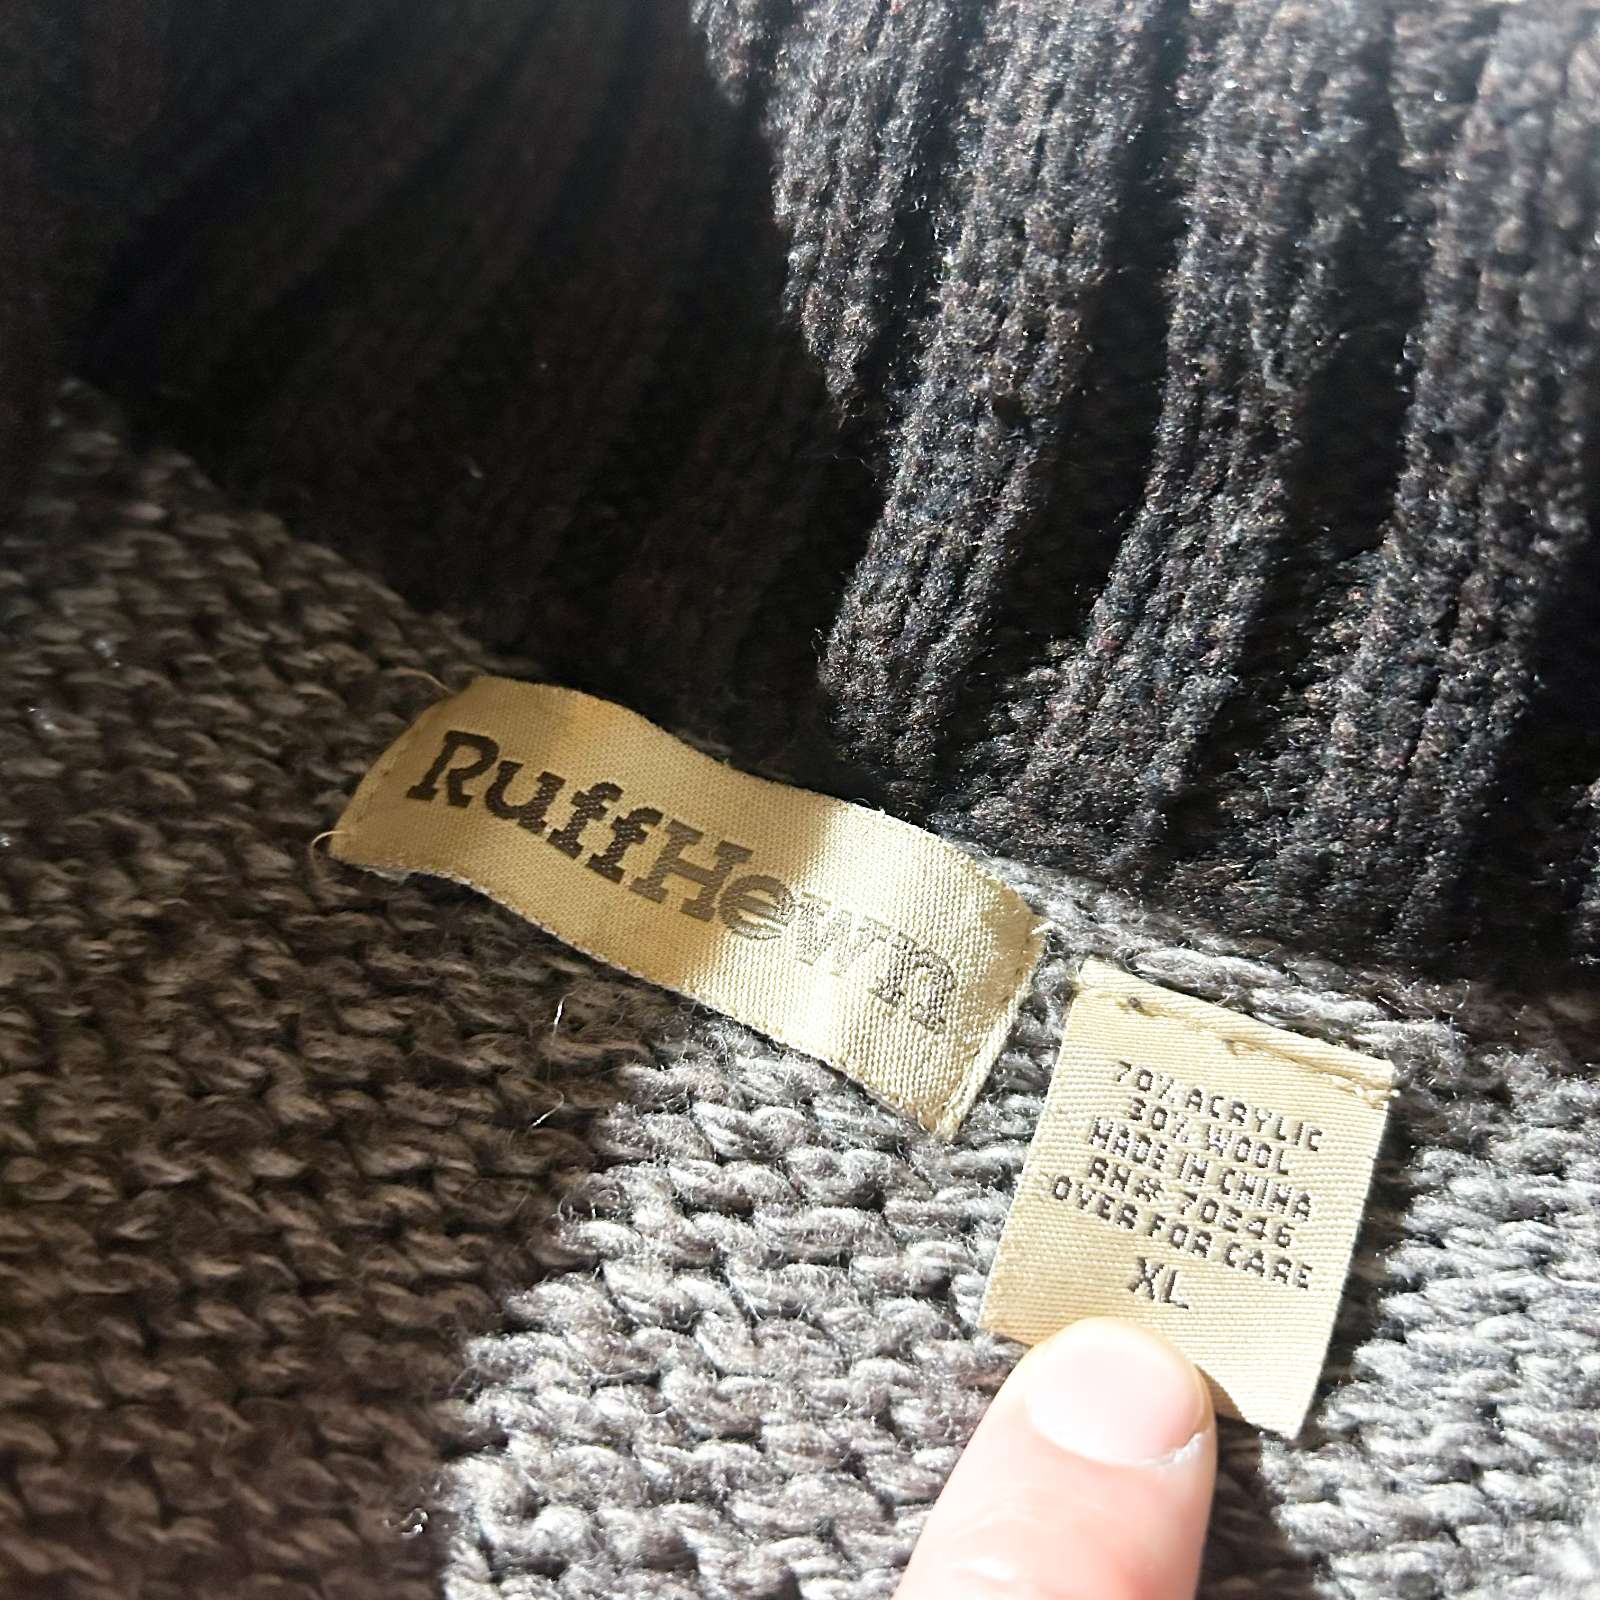 RuffHewn
70% ACRYLIC
30% WOOL
MADE IN CHINA
RN# 70246
OVER FOR CARE
XL